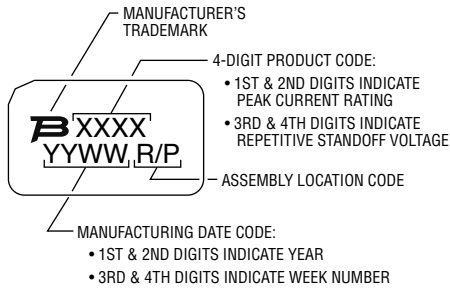 MANUFACTURER'S
TRADEMARK
4-DIGIT PRODUCT CODE:
• 1ST & 2ND DIGITS INDICATE
PEAK CURRENT RATING
• 3RD & 4TH DIGITS INDICATE
REPETITIVE STANDOFF VOLTAGE
XXXX
YYWW R/P
ASSEMBLY LOCATION CODE
MANUFACTURING DATE CODE:
• 1ST & 2ND DIGITS INDICATE YEAR
• 3RD & 4TH DIGITS INDICATE WEEK NUMBER